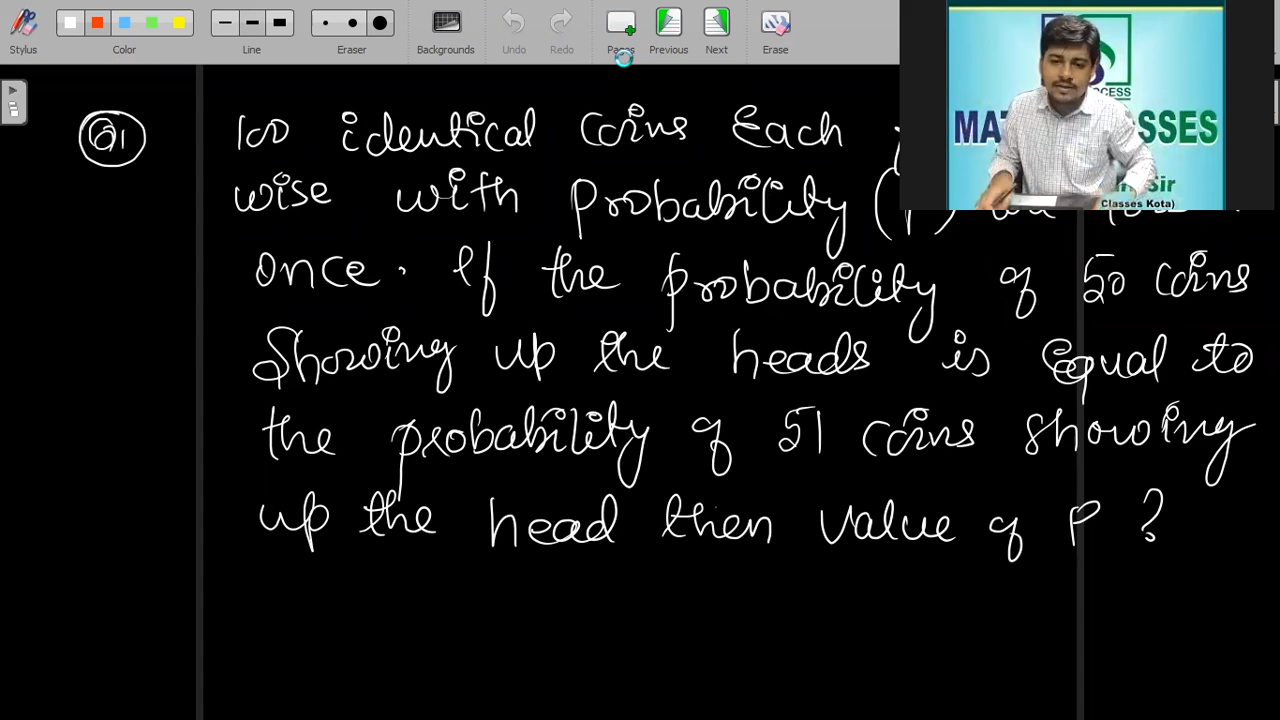 Stylus
Color
Line
Eraser
Backgrounds
Undo
Redo
Pages
Previous
Next
Erase
Q1
100 identical coins Each
wise with probability (P)
once. If the probability of 50 coins
showing up the heads is Equal to
the probability of 51 coins showing
up the head then value of P ?
CESS
MAT SSES
Sir
Classes Kota)